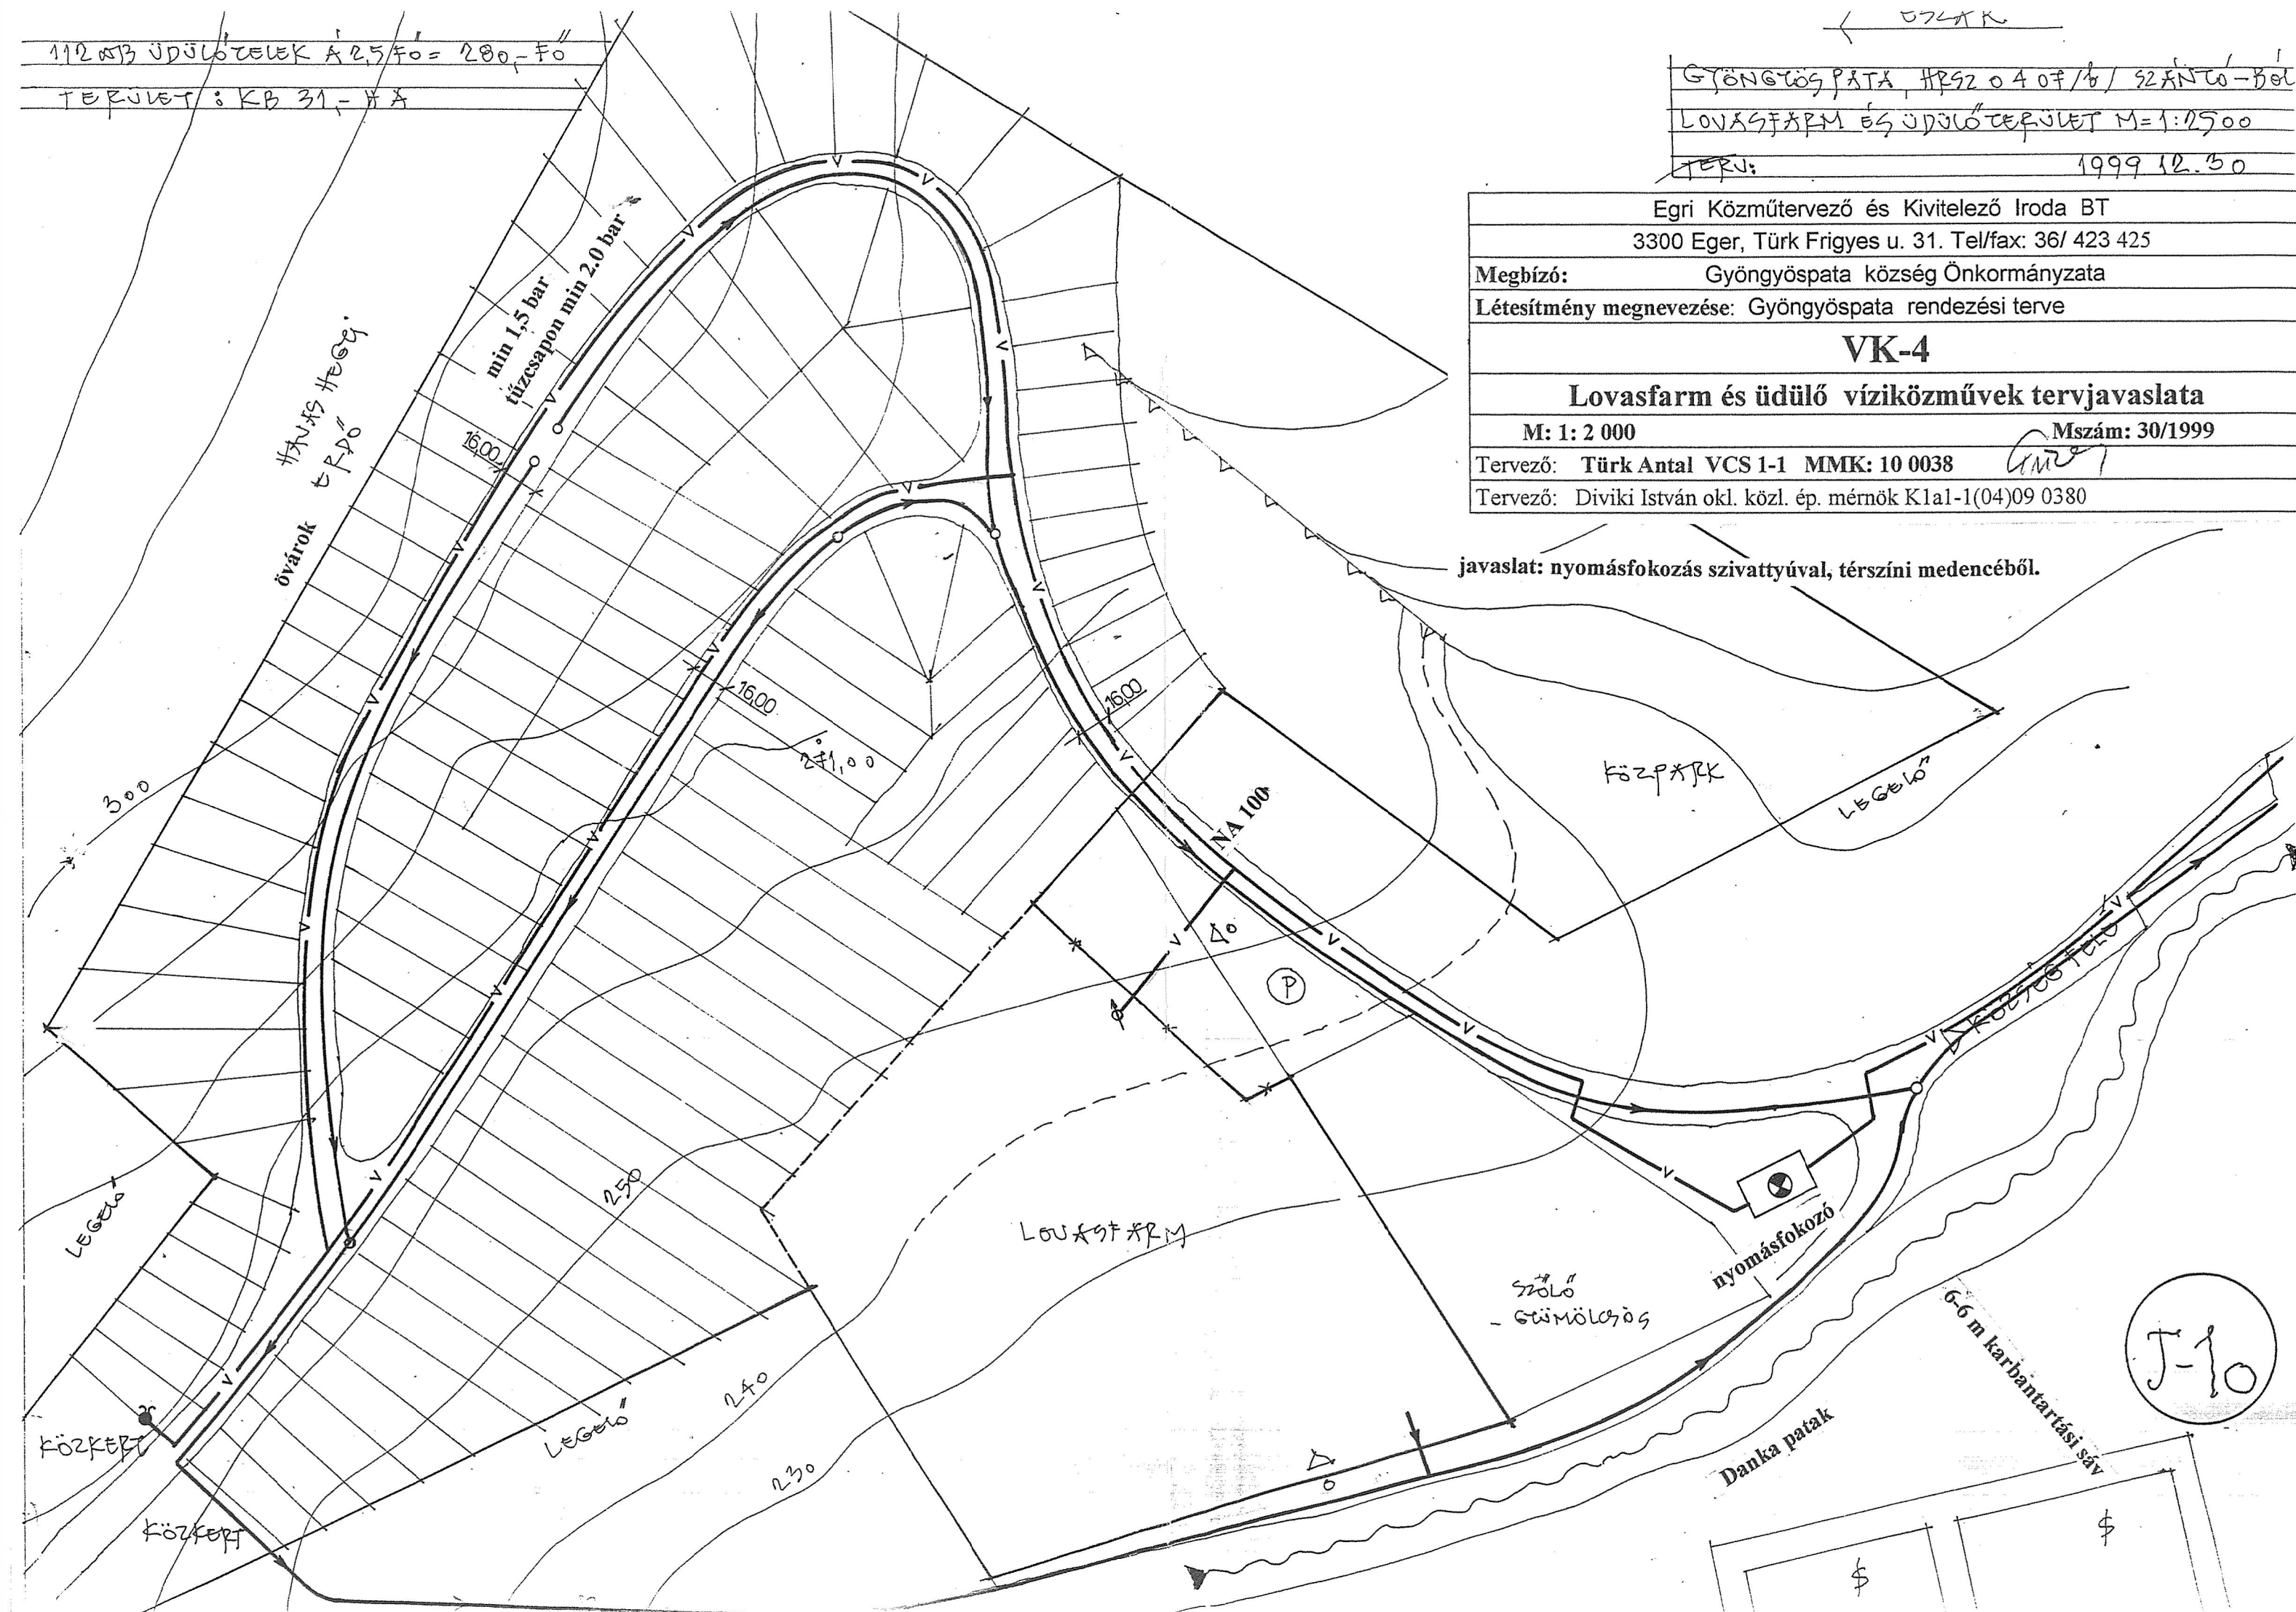 ÉSZAK
112 DB ÜDÜLŐTELEK Á 2,5 FŐ = 280,- FŐ
TERÜLET: KB 31,- HA
GYÖNGYÖSPATA, HRSZ 0407/b/ SZÁNTÓ-BÓL
LOVASFARM ÉS ÜDÜLŐTERÜLET M=1:2500
TERV: 1999 12.30
Egri Közműtervező és Kivitelező Iroda BT
3300 Eger, Türk Frigyes u. 31. Tel/fax: 36/ 423 425
Megbízó: Gyöngyöspata község Önkormányzata
Létesítmény megnevezése: Gyöngyöspata rendezési terve
VK-4
Lovasfarm és üdülő víziközművek tervjavaslata
M: 1: 2 000 Mszám: 30/1999
Tervező: Türk Antal VCS 1-1 MMK: 10 0038
Tervező: Diviki István okl. közl. ép. mérnök K1a1-1(04)09 0380
javaslat: nyomásfokozás szivattyúval, térszíni medencéből.
min 1,5 bar
tűzcsapon min 2.0 bar
HAVAS HEGYI
ERDŐ
övárok
16,00
16,00
16,00
271,00
300
NA 100
KÖZPARK
LEGELŐ
KÖZSÉG FELŐL
P
LEGELŐ
250
LOVASFARM
nyomásfokozó
SZŐLŐ
- GYÜMÖLCSÖS
6-6 m karbantartási sáv
J-10
240
LEGELŐ
KÖZKERT
230
Danka patak
KÖZKERT
$
$